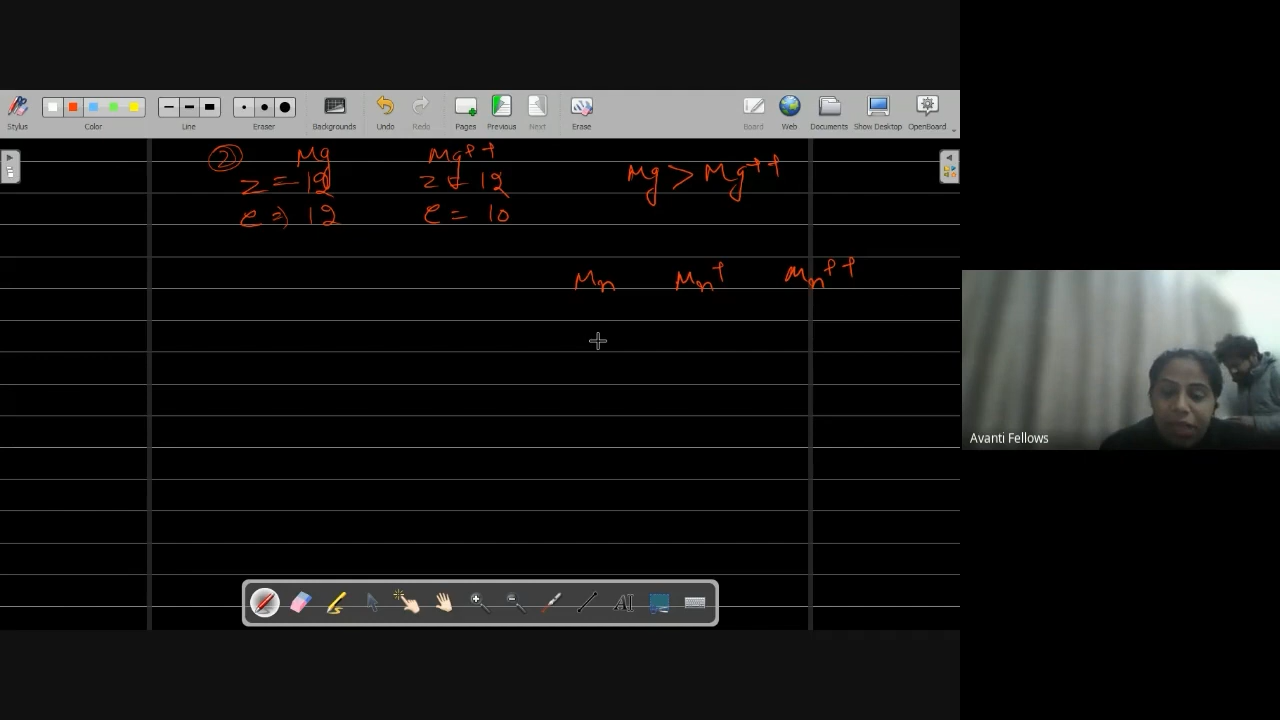 Stylus Color Line Eraser Backgrounds Undo Redo Pages Previous Next Erase Board Web Documents Show Desktop OpenBoard
② Mg Mg++
z = 12 z = 12 Mg > Mg++
e => 12 e = 10
Mn Mn+ Mn++
Avanti Fellows
AI